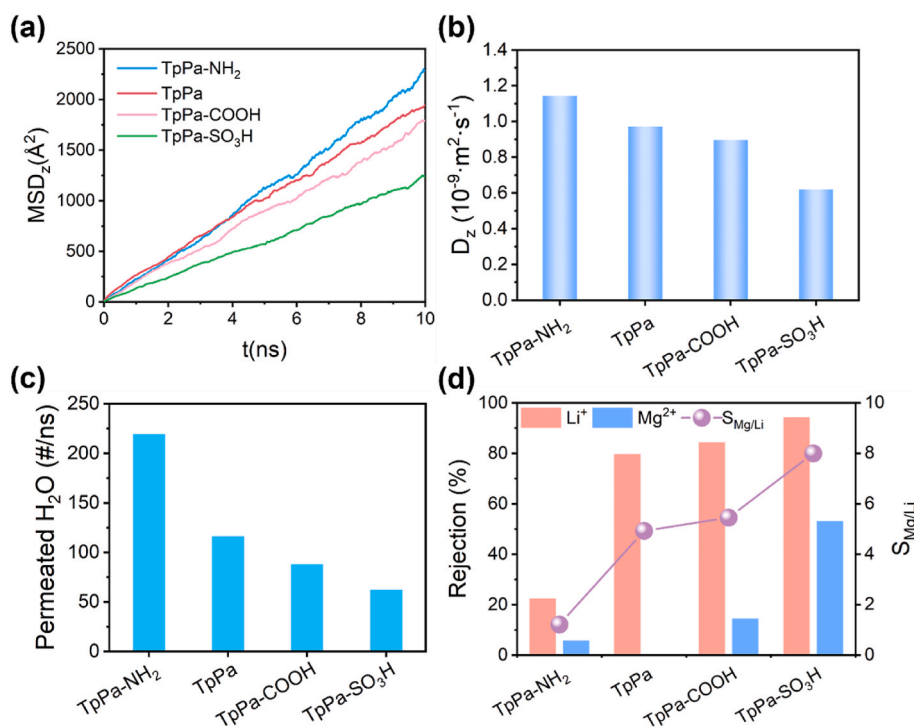 (a)
2500
2000
1500
1000
500
0
MSDz(Å²)
TpPa-NH₂
TpPa
TpPa-COOH
TpPa-SO₃H
0 2 4 6 8 10
t(ns)
(b)
1.4
1.2
1.0
0.8
0.6
0.4
0.2
0.0
Dz (10⁻⁹·m²·s⁻¹)
TpPa-NH₂ TpPa TpPa-COOH TpPa-SO₃H
(c)
250
200
150
100
50
0
Permeated H₂O (#/ns)
TpPa-NH₂ TpPa TpPa-COOH TpPa-SO₃H
(d)
Li⁺ Mg²⁺ S_Mg/Li
100
80
60
40
20
0
Rejection (%)
10
8
6
4
2
0
S_Mg/Li
TpPa-NH₂ TpPa TpPa-COOH TpPa-SO₃H